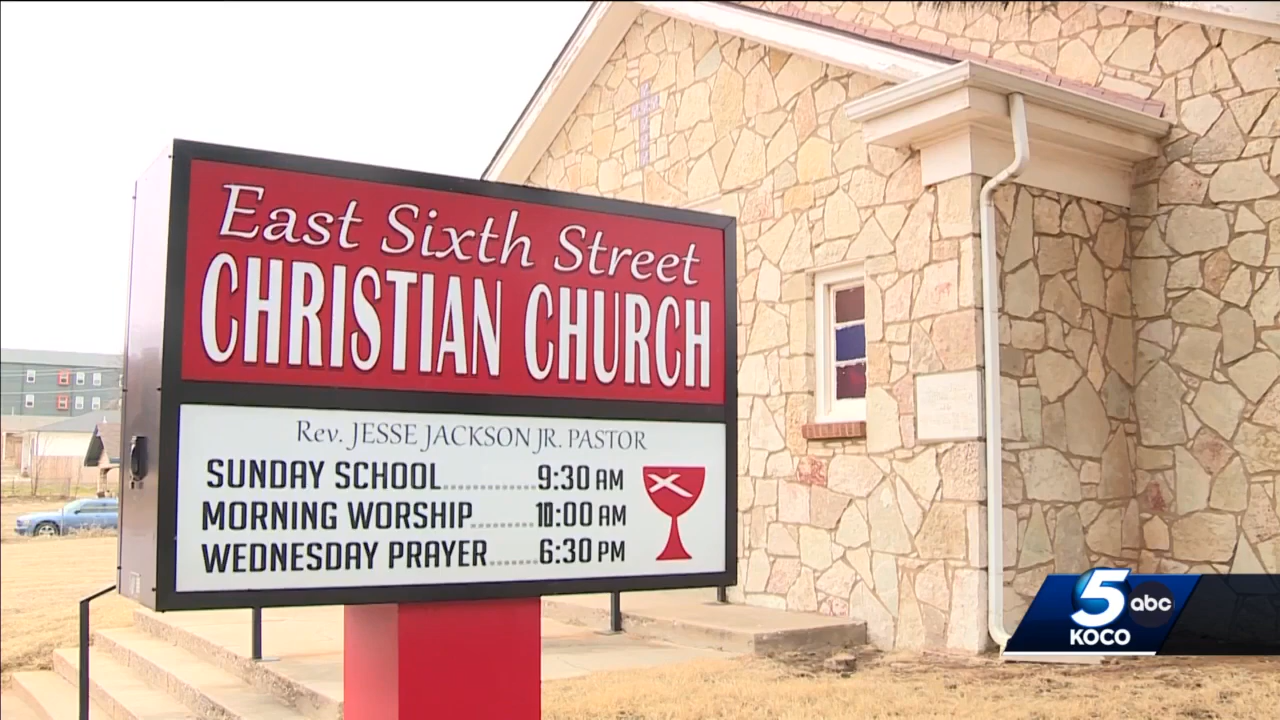 East Sixth Street
CHRISTIAN CHURCH
Rev. JESSE JACKSON JR. PASTOR
SUNDAY SCHOOL......9:30 AM
MORNING WORSHIP......11:00 AM
WEDNESDAY PRAYER......6:30 PM
5 abc
KOCO